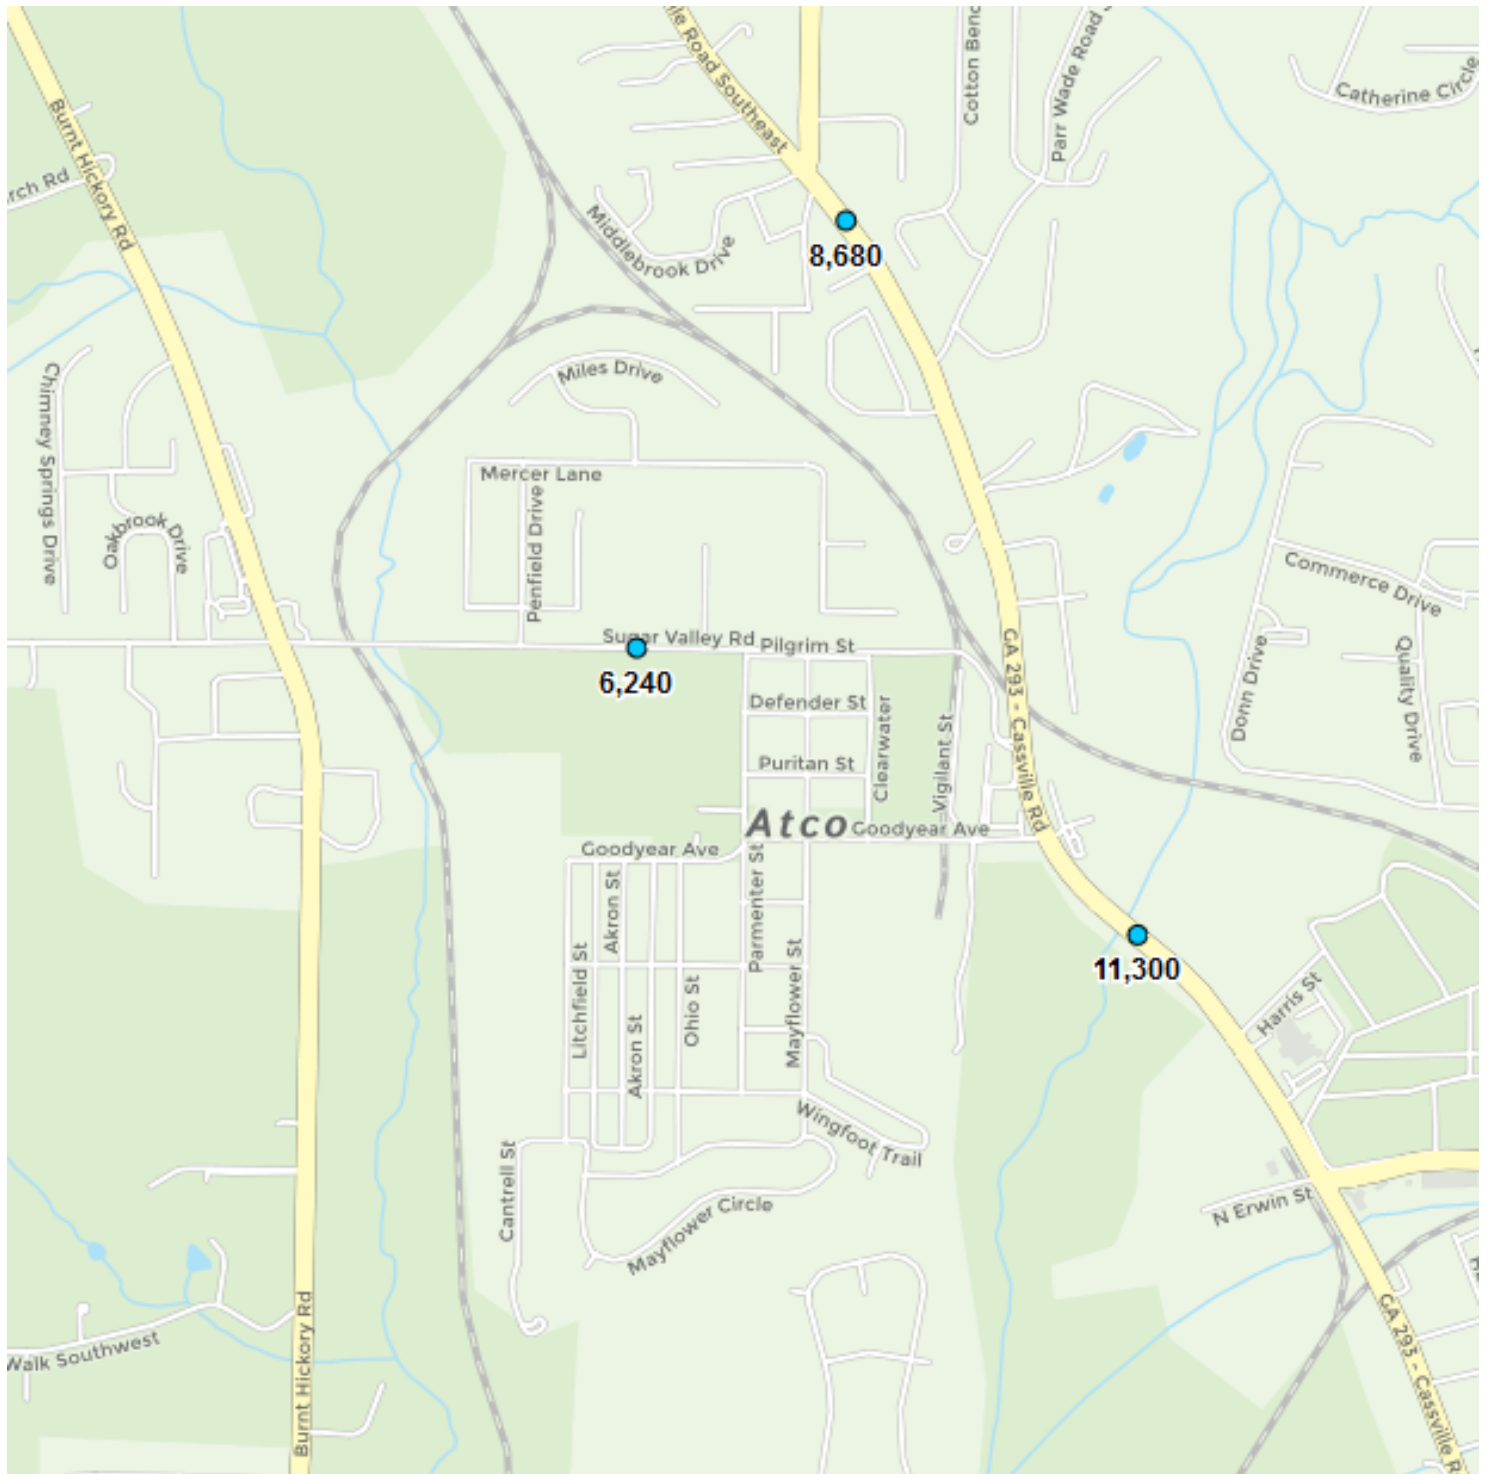 le Road Southeast
Cotton Benc
Parr Wade Road
Catherine Circle
Burnt Hickory Rd
rch Rd
Middlebrook Drive
8,680
Miles Drive
Chimney Springs Drive
Mercer Lane
Penfield Drive
Oakbrook Drive
Commerce Drive
Sugar Valley Rd
Pilgrim St
6,240
GA 293 - Cassville Rd
Donn Drive
Quality Drive
Defender St
Clearwater
Vigilant St
Puritan St
Atco
Goodyear Ave
Goodyear Ave
Parmenter St
Akron St
Litchfield St
Mayflower St
11,300
Ohio St
Harris St
Akron St
Wingfoot Trail
Cantrell St
N Erwin St
Mayflower Circle
Burnt Hickory Rd
Walk Southwest
GA 293 - Cassville R